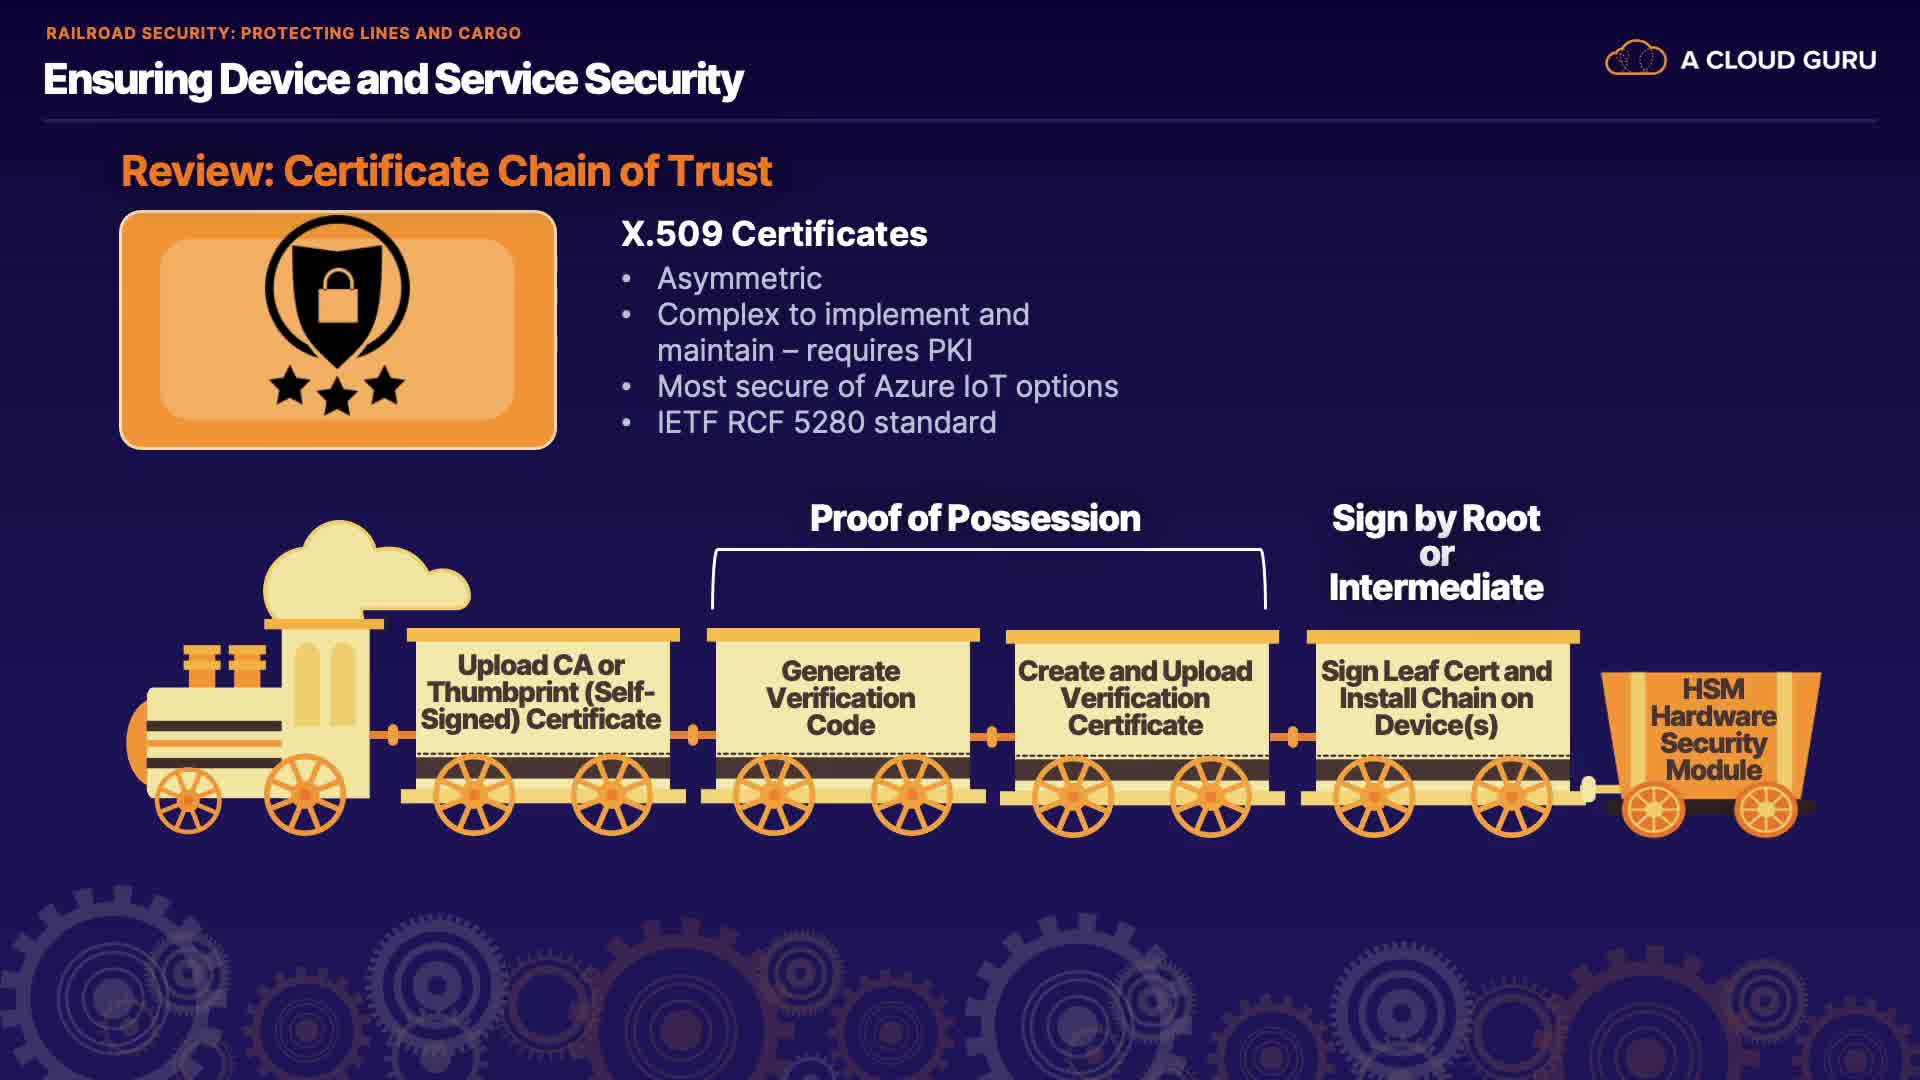 RAILROAD SECURITY: PROTECTING LINES AND CARGO
Ensuring Device and Service Security
A CLOUD GURU
Review: Certificate Chain of Trust
X.509 Certificates
• Asymmetric
• Complex to implement and
maintain – requires PKI
• Most secure of Azure IoT options
• IETF RCF 5280 standard
Proof of Possession
Sign by Root
or
Intermediate
Upload CA or
Thumbprint (Self-
Signed) Certificate
Generate
Verification
Code
Create and Upload
Verification
Certificate
Sign Leaf Cert and
Install Chain on
Device(s)
HSM
Hardware
Security
Module